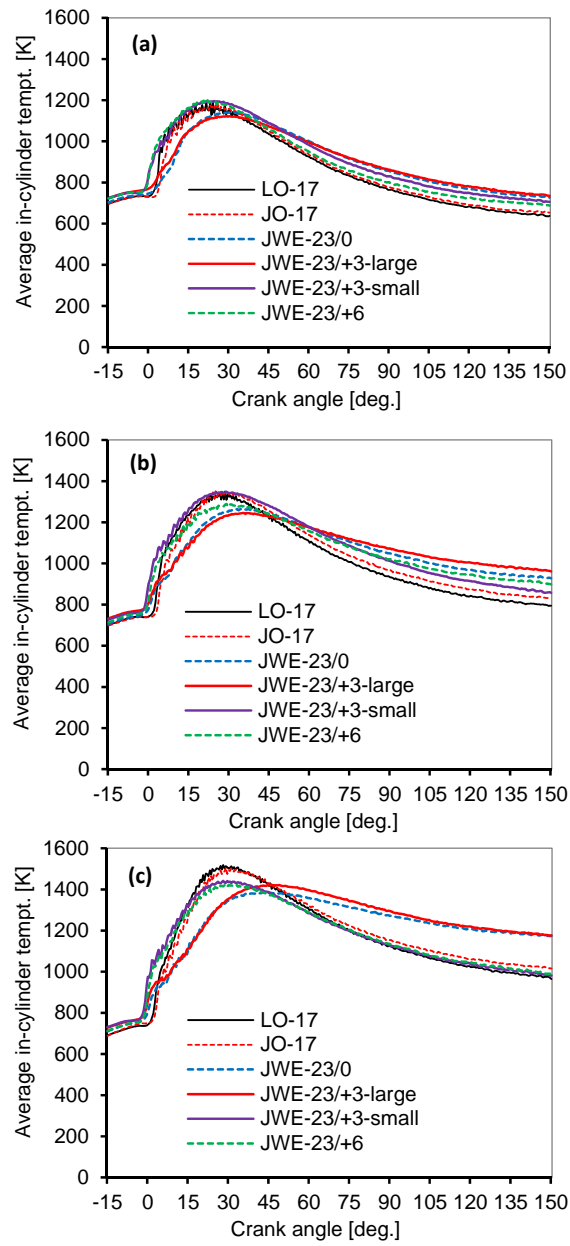 (a)
Average in-cylinder tempt. [K]
1600
1400
1200
1000
800
600
400
200
0
LO-17
JO-17
JWE-23/0
JWE-23/+3-large
JWE-23/+3-small
JWE-23/+6
-15 0 15 30 45 60 75 90 105 120 135 150
Crank angle [deg.]
(b)
Average in-cylinder tempt. [K]
1600
1400
1200
1000
800
600
400
200
0
LO-17
JO-17
JWE-23/0
JWE-23/+3-large
JWE-23/+3-small
JWE-23/+6
-15 0 15 30 45 60 75 90 105 120 135 150
Crank angle [deg.]
(c)
Average in-cylinder tempt. [K]
1600
1400
1200
1000
800
600
400
200
0
LO-17
JO-17
JWE-23/0
JWE-23/+3-large
JWE-23/+3-small
JWE-23/+6
-15 0 15 30 45 60 75 90 105 120 135 150
Crank angle [deg.]